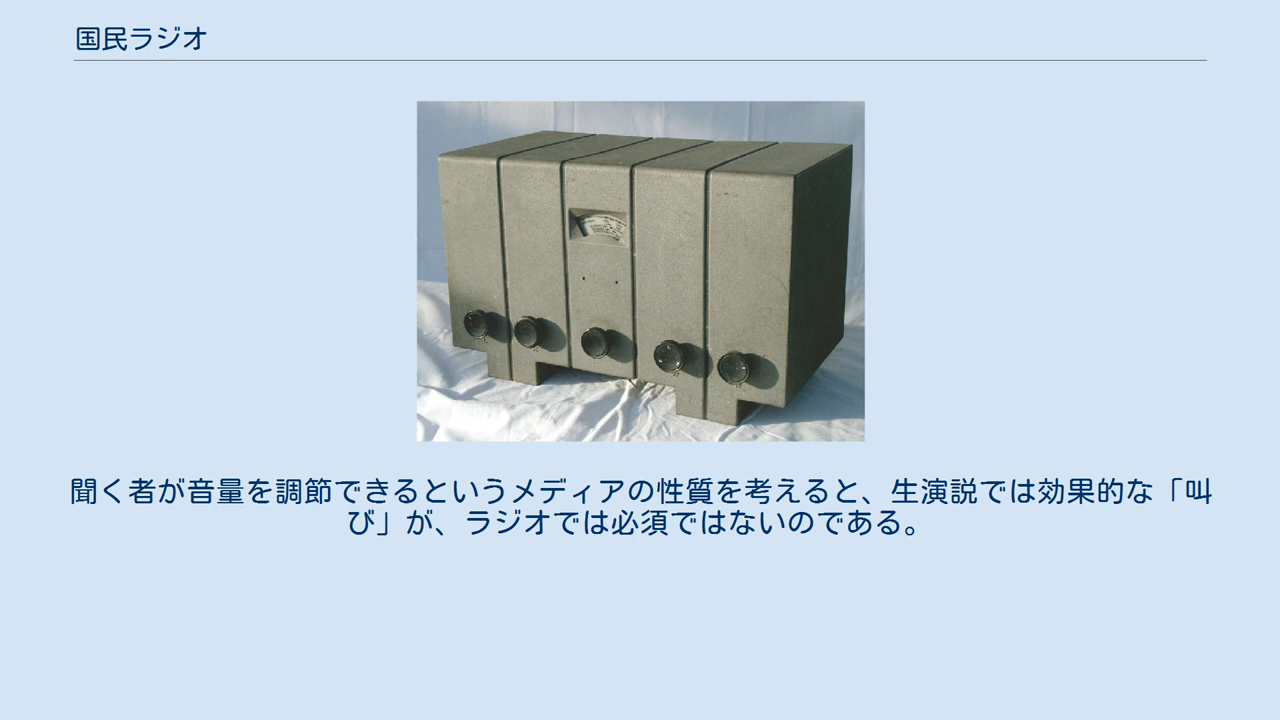 国民ラジオ
聞く者が音量を調節できるというメディアの性質を考えると、生演説では効果的な「叫
び」が、ラジオでは必須ではないのである。